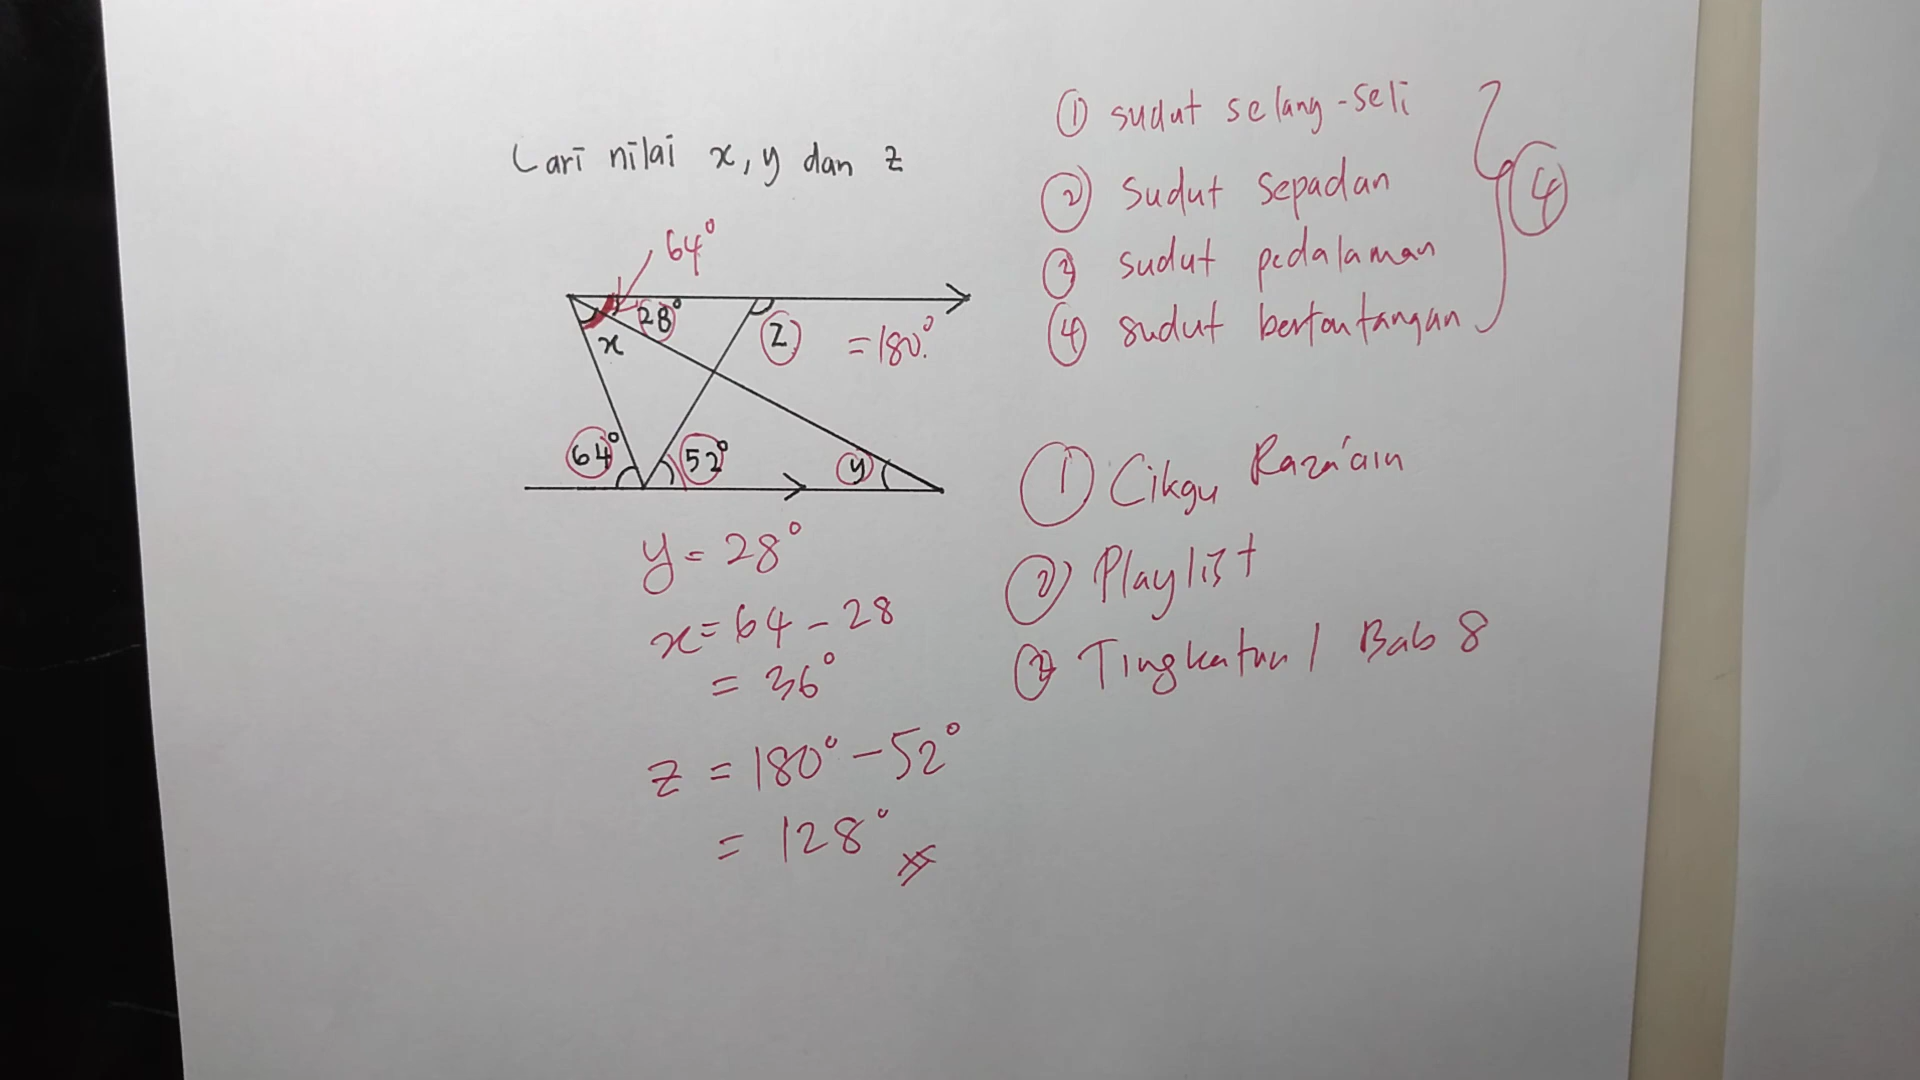 Cari nilai x, y dan z
64°
28°
x
z
= 180°.
64°
52°
y
y = 28°
x = 64 - 28
= 36°
z = 180° - 52°
= 128°
① sudut selang-seli
② sudut sepadan
③ sudut pedalaman
④ sudut bertentangan
④
① Cikgu Raza'ain
② Playlist
③ Tingkatan 1 Bab 8